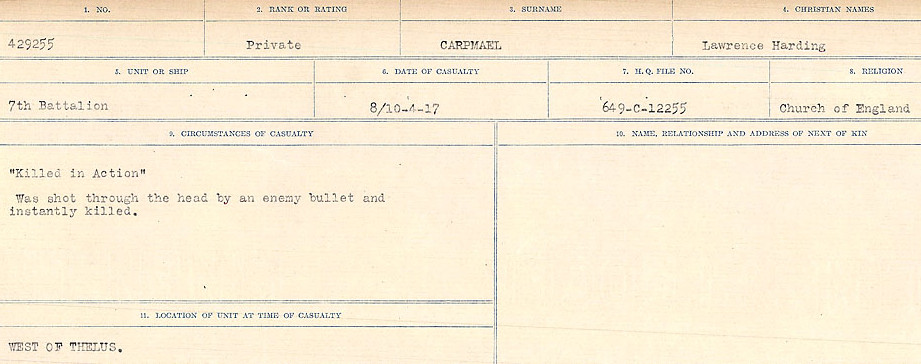 1. NO. 2. RANK OR RATING 3. SURNAME 4. CHRISTIAN NAMES
429255 Private CARPMAEL Lawrence Harding
5. UNIT OR SHIP 6. DATE OF CASUALTY 7. H.Q. FILE NO. 8. RELIGION
7th Battalion 8/10-4-17 649-C-12255 Church of England
9. CIRCUMSTANCES OF CASUALTY 10. NAME, RELATIONSHIP AND ADDRESS OF NEXT OF KIN
"Killed in Action"
Was shot through the head by an enemy bullet and
instantly killed.
11. LOCATION OF UNIT AT TIME OF CASUALTY
WEST OF THELUS.